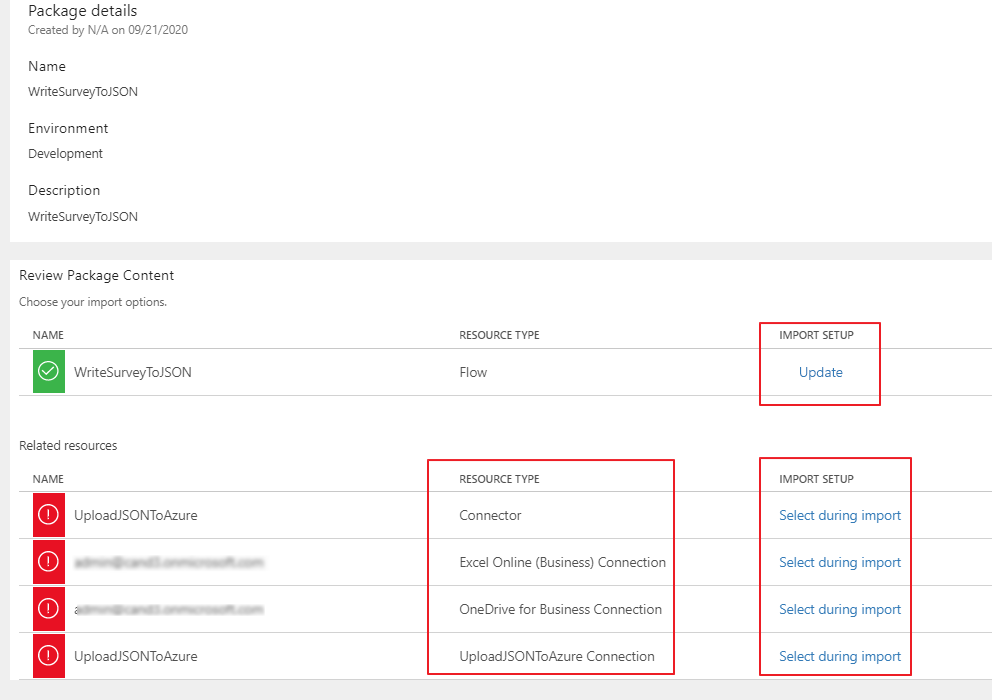 Package details
Created by N/A on 09/21/2020
Name
WriteSurveyToJSON
Environment
Development
Description
WriteSurveyToJSON
Review Package Content
Choose your import options.
NAME RESOURCE TYPE IMPORT SETUP
WriteSurveyToJSON Flow Update
Related resources
NAME RESOURCE TYPE IMPORT SETUP
UploadJSONToAzure Connector Select during import
Excel Online (Business) Connection Select during import
OneDrive for Business Connection Select during import
UploadJSONToAzure UploadJSONToAzure Connection Select during import